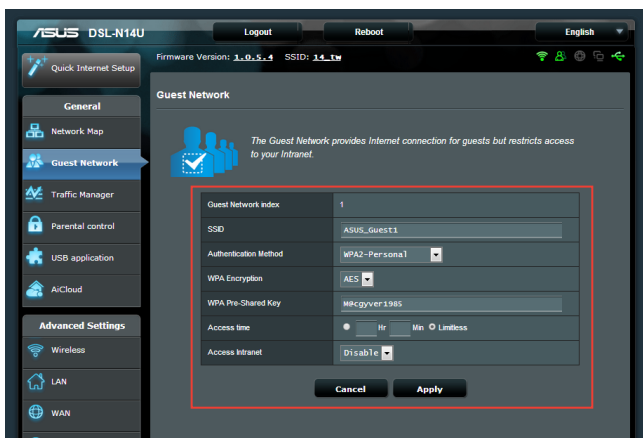 ASUS DSL-N14U
Logout
Reboot
English
Quick Internet Setup
Firmware Version: 1.0.5.4 SSID: 14_tw
General
Network Map
Guest Network
Traffic Manager
Parental control
USB application
AiCloud
Advanced Settings
Wireless
LAN
WAN
Guest Network
The Guest Network provides Internet connection for guests but restricts access
to your Intranet.
Guest Network index 1
SSID ASUS_Guest1
Authentication Method WPA2-Personal
WPA Encryption AES
WPA Pre-Shared Key M@cgyver1985
Access time Hr Min Limitless
Access Intranet Disable
Cancel Apply